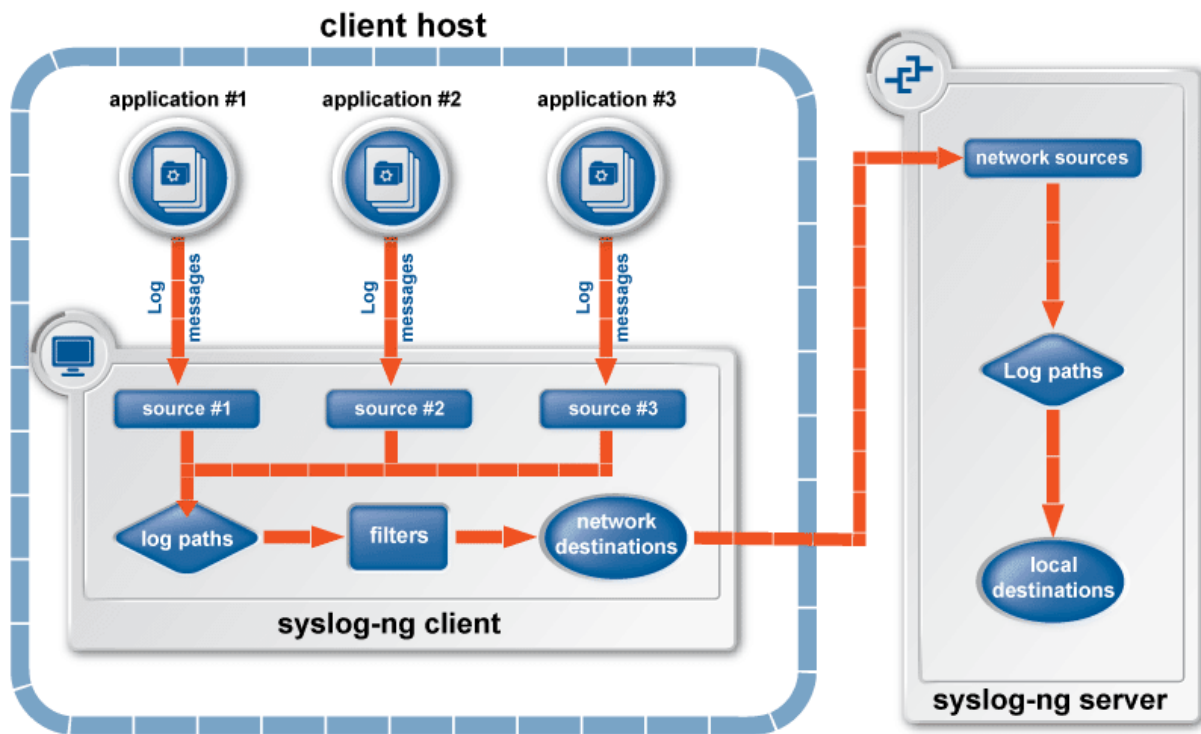 client host
application #1
application #2
application #3
Log
messages
Log
messages
Log
messages
source #1
source #2
source #3
log paths
filters
network
destinations
syslog-ng client
network sources
Log paths
local
destinations
syslog-ng server